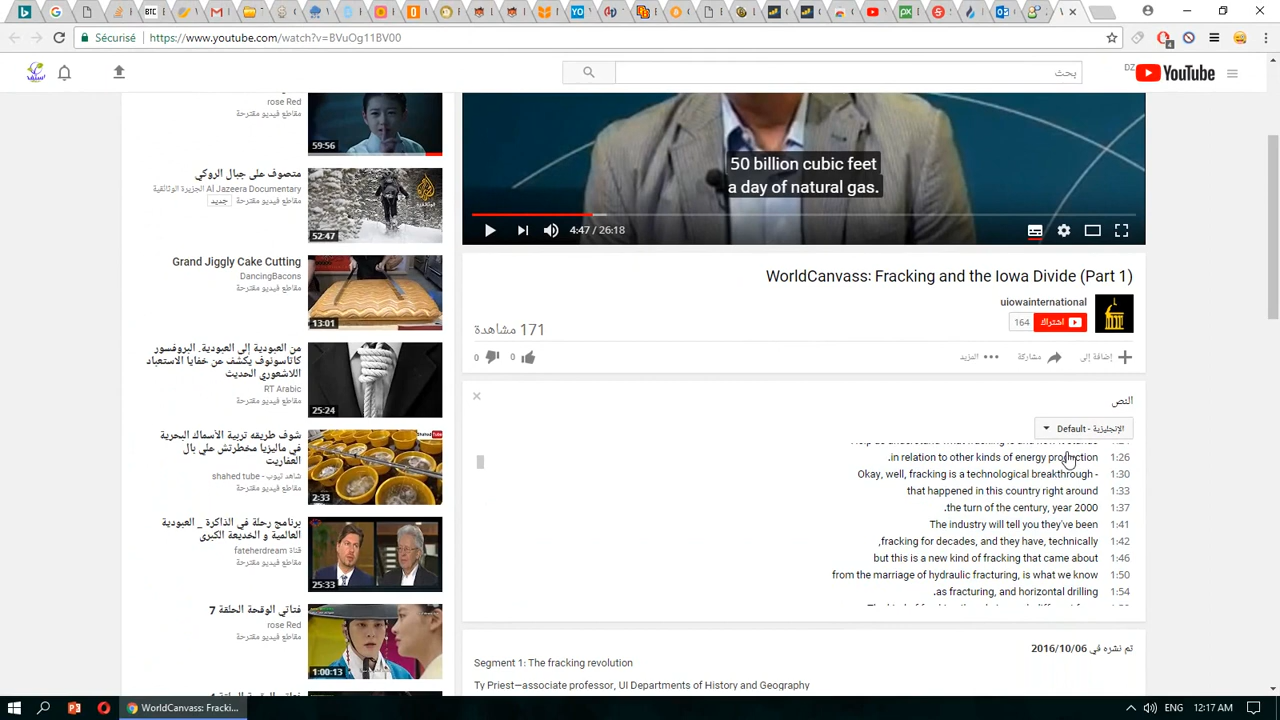 Sécurisé
https://www.youtube.com/watch?v=BVuOg11BV00
4
بحث
DZ
YouTube
rose Red
مقاطع فيديو مقترحة
59:56
متصوف على جبال الروكي
Al Jazeera Documentary الجزيرة الوثائقية
مقاطع فيديو مقترحة
جديد
52:47
Grand Jiggly Cake Cutting
DancingBacons
مقاطع فيديو مقترحة
13:01
من العبودية إلى العبودية. البروفسور
كاتاسونوف يكشف عن خفايا الاستعباد
اللاشعوري الحديث
RT Arabic
مقاطع فيديو مقترحة
25:24
شوف طريقه تربية الأسماك البحرية
في ماليزيا مخطرتش علي بال
العفاريت
شاهد تيوب - shahed tube
مقاطع فيديو مقترحة
2:33
برنامج رحلة في الذاكرة _ العبودية
العالمية و الخديعة الكبرى
قناة fateherdream
مقاطع فيديو مقترحة
25:33
فتاتي الوقحة الحلقة 7
rose Red
مقاطع فيديو مقترحة
1:00:13
50 billion cubic feet
a day of natural gas.
4:47 / 26:18
WorldCanvass: Fracking and the Iowa Divide (Part 1)
uiowainternational
اشتراك
164
171 مشاهدة
0
0
إضافة إلى
مشاركة
المزيد
النص
الإنجليزية - Default
.in relation to other kinds of energy production 1:26
Okay, well, fracking is a technological breakthrough - 1:30
that happened in this country right around 1:33
.the turn of the century, year 2000 1:37
The industry will tell you they've been 1:41
,fracking for decades, and they have, technically 1:42
but this is a new kind of fracking that came about 1:46
from the marriage of hydraulic fracturing, is what we know 1:50
.as fracturing, and horizontal drilling 1:54
تم نشره في 2016/10/06
Segment 1: The fracking revolution
Ty Priest—associate professor, UI Departments of History and Geography
WorldCanvass: Fracki...
ENG
12:17 AM